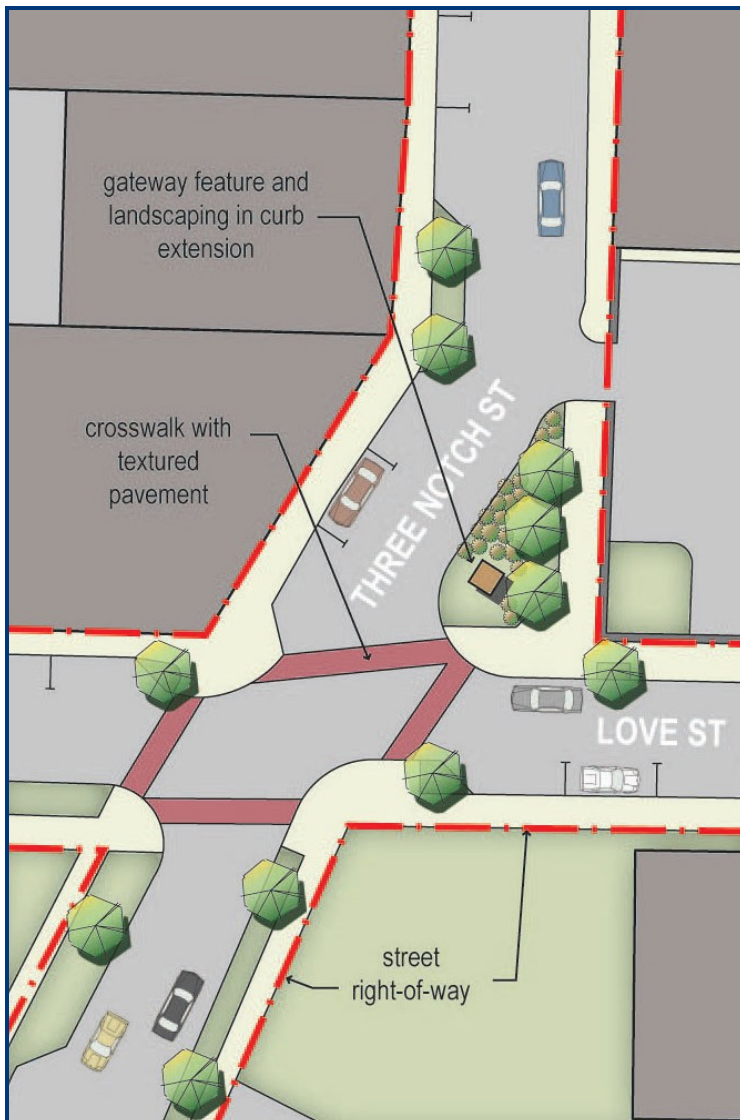 gateway feature and
landscaping in curb
extension
crosswalk with
textured
pavement
THREE NOTCH ST
LOVE ST
street
right-of-way